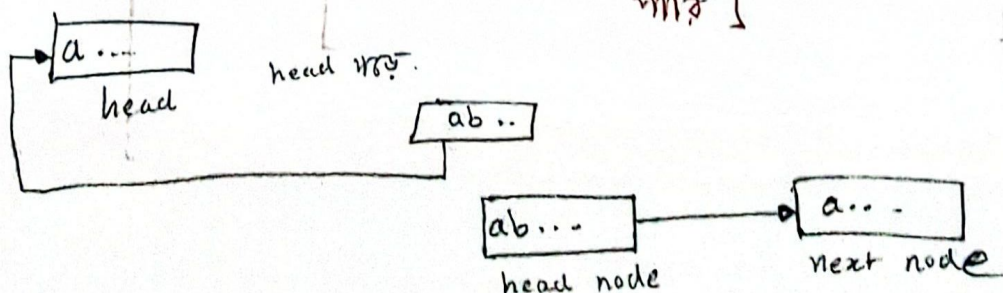 a ....
head
head
ab ..
ab...
a...
head node
next node